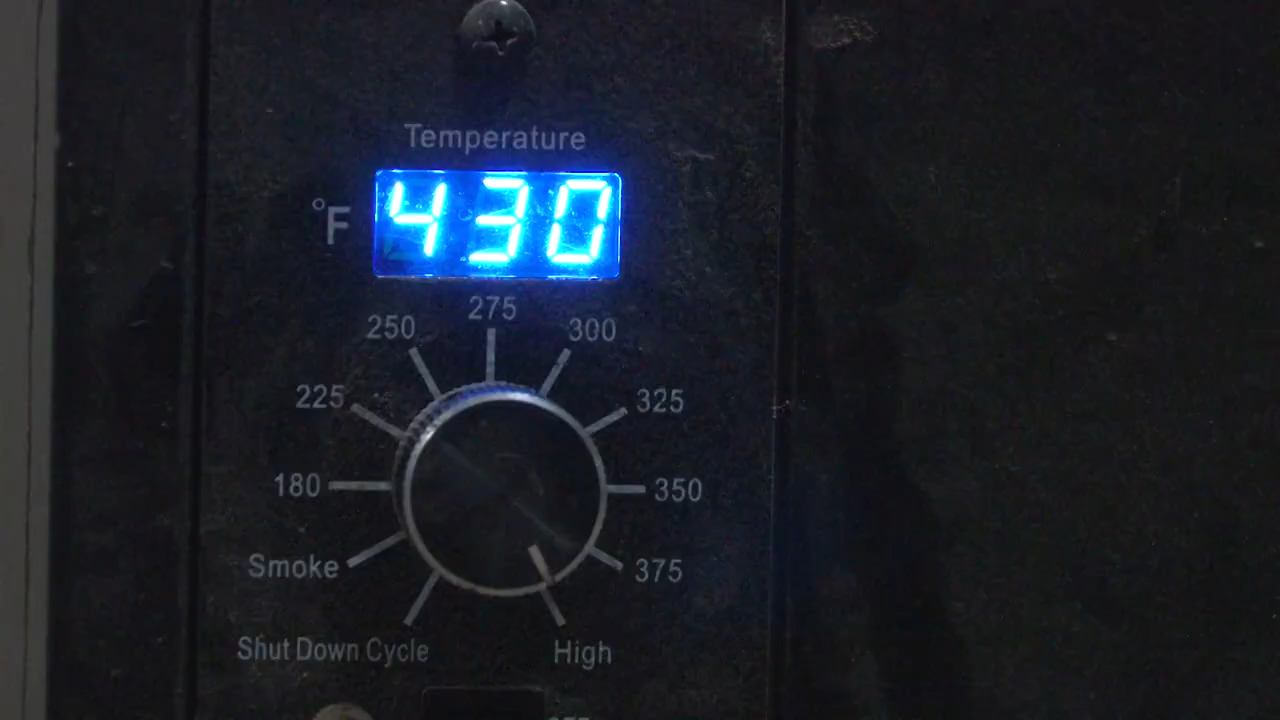 Temperature
°F 430
275
250 300
225 325
180 350
Smoke 375
Shut Down Cycle High